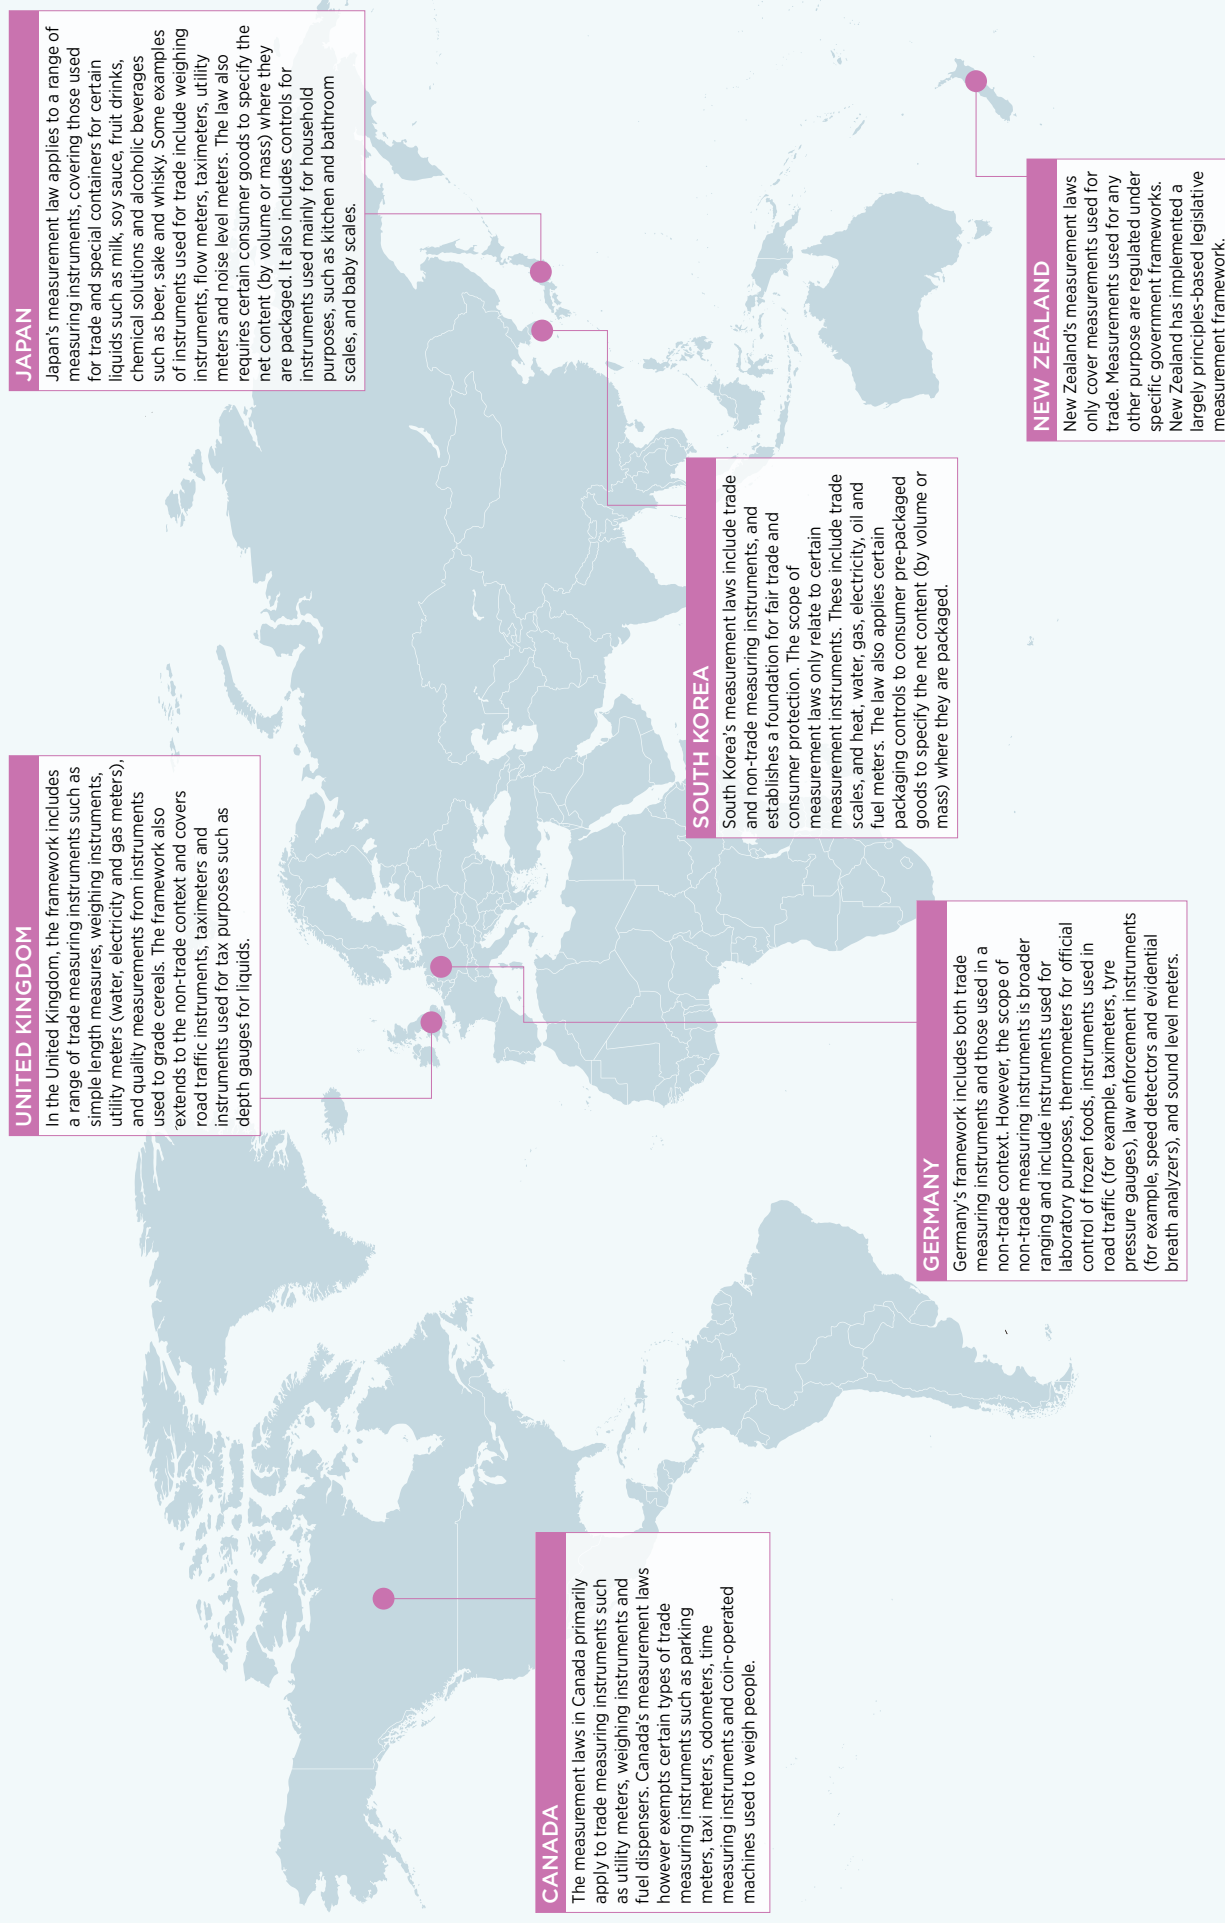 UNITED KINGDOM
In the United Kingdom, the framework includes
a range of trade measuring instruments such as
simple length measures, weighing instruments,
utility meters (water, electricity and gas meters),
and quality measurements from instruments
used to grade cereals. The framework also
extends to the non-trade context and covers
road traffic instruments, taximeters and
instruments used for tax purposes such as
depth gauges for liquids.
JAPAN
Japan's measurement law applies to a range of
measuring instruments, covering those used
for trade and special containers for certain
liquids such as milk, soy sauce, fruit drinks,
chemical solutions and alcoholic beverages
such as beer, sake and whisky. Some examples
of instruments used for trade include weighing
instruments, flow meters, taximeters, utility
meters and noise level meters. The law also
requires certain consumer goods to specify the
net content (by volume or mass) where they
are packaged. It also includes controls for
instruments used mainly for household
purposes, such as kitchen and bathroom
scales, and baby scales.
CANADA
The measurement laws in Canada primarily
apply to trade measuring instruments such
as utility meters, weighing instruments and
fuel dispensers. Canada's measurement laws
however exempts certain types of trade
measuring instruments such as parking
meters, taxi meters, odometers, time
measuring instruments and coin-operated
machines used to weigh people.
SOUTH KOREA
South Korea's measurement laws include trade
and non-trade measuring instruments, and
establishes a foundation for fair trade and
consumer protection. The scope of
measurement laws only relate to certain
measurement instruments. These include trade
scales, and heat, water, gas, electricity, oil and
fuel meters. The law also applies certain
packaging controls to consumer pre-packaged
goods to specify the net content (by volume or
mass) where they are packaged.
GERMANY
Germany's framework includes both trade
measuring instruments and those used in a
non-trade context. However, the scope of
non-trade measuring instruments is broader
ranging and include instruments used for
laboratory purposes, thermometers for official
control of frozen foods, instruments used in
road traffic (for example, taximeters, tyre
pressure gauges), law enforcement instruments
(for example, speed detectors and evidential
breath analyzers), and sound level meters.
NEW ZEALAND
New Zealand's measurement laws
only cover measurements used for
trade. Measurements used for any
other purpose are regulated under
specific government frameworks.
New Zealand has implemented a
largely principles-based legislative
measurement framework.